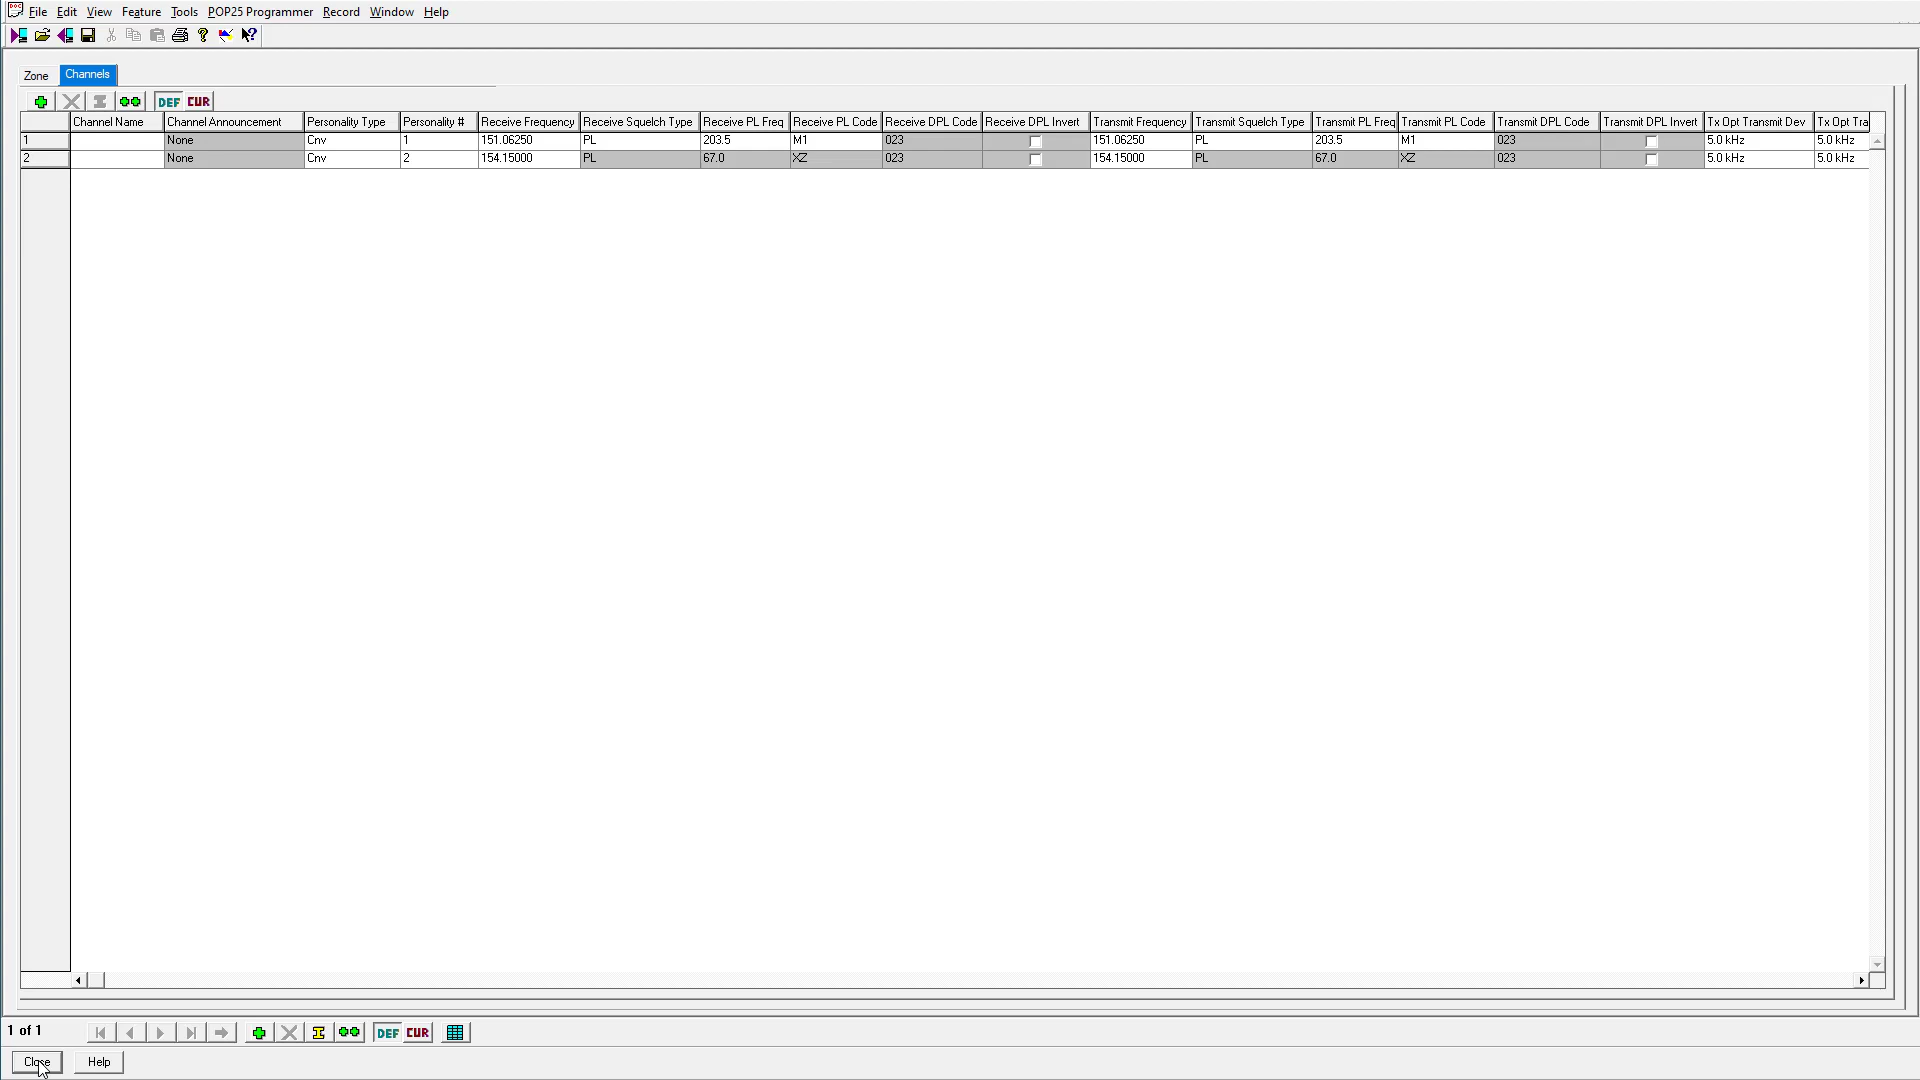 File Edit View Feature Tools POP25 Programmer Record Window Help
Zone Channels
DEF CUR
Channel Name Channel Announcement Personality Type Personality # Receive Frequency Receive Squelch Type Receive PL Freq Receive PL Code Receive DPL Code Receive DPL Invert Transmit Frequency Transmit Squelch Type Transmit PL Freq Transmit PL Code Transmit DPL Code Transmit DPL Invert Tx Opt Transmit Dev Tx Opt Tra
1 None Cnv 1 151.06250 PL 203.5 M1 023 151.06250 PL 203.5 M1 023 5.0 kHz 5.0 kHz
2 None Cnv 2 154.15000 PL 67.0 XZ 023 154.15000 PL 67.0 XZ 023 5.0 kHz 5.0 kHz
1 of 1 DEF CUR
Close Help